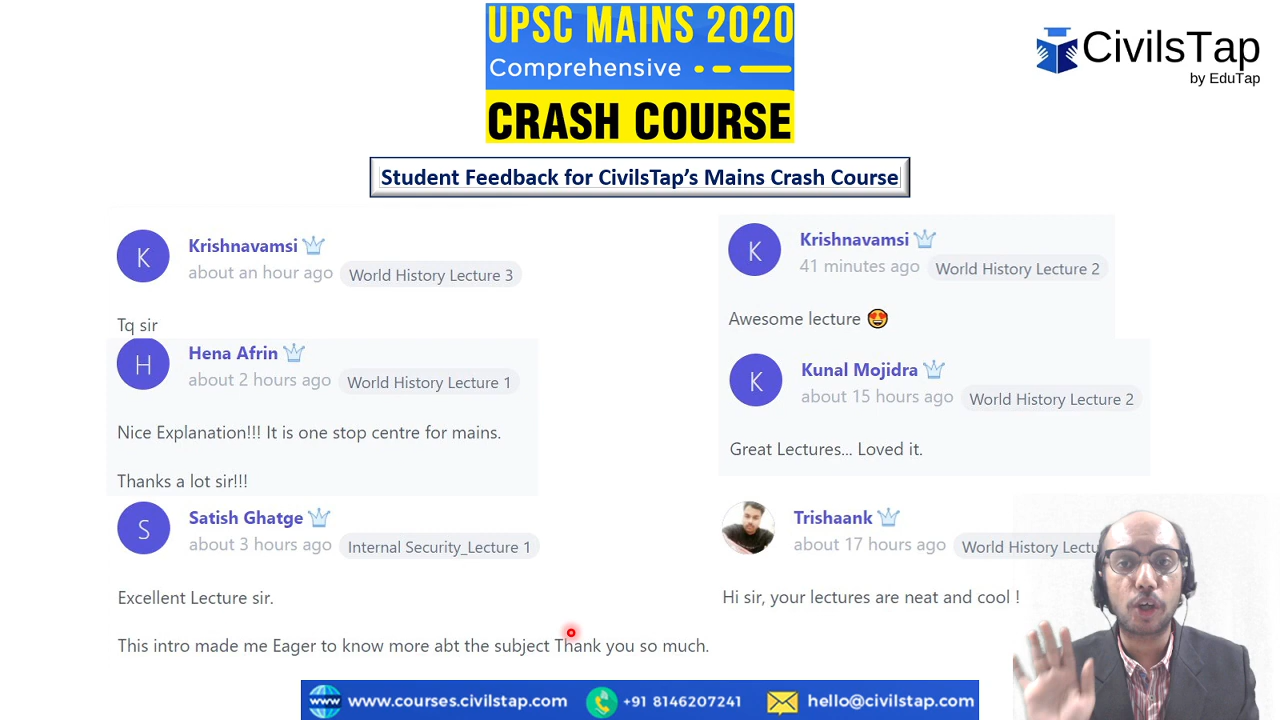 UPSC MAINS 2020
Comprehensive
CRASH COURSE
CivilsTap
by EduTap
Student Feedback for CivilsTap's Mains Crash Course
K
Krishnavamsi
about an hour ago World History Lecture 3
Tq sir
H
Hena Afrin
about 2 hours ago World History Lecture 1
Nice Explanation!!! It is one stop centre for mains.
Thanks a lot sir!!!
S
Satish Ghatge
about 3 hours ago Internal Security_Lecture 1
Excellent Lecture sir.
This intro made me Eager to know more abt the subject Thank you so much.
K
Krishnavamsi
41 minutes ago World History Lecture 2
Awesome lecture
K
Kunal Mojidra
about 15 hours ago World History Lecture 2
Great Lectures... Loved it.
Trishaank
about 17 hours ago World History Lectu
Hi sir, your lectures are neat and cool !
www www.courses.civilstap.com +91 8146207241 hello@civilstap.com